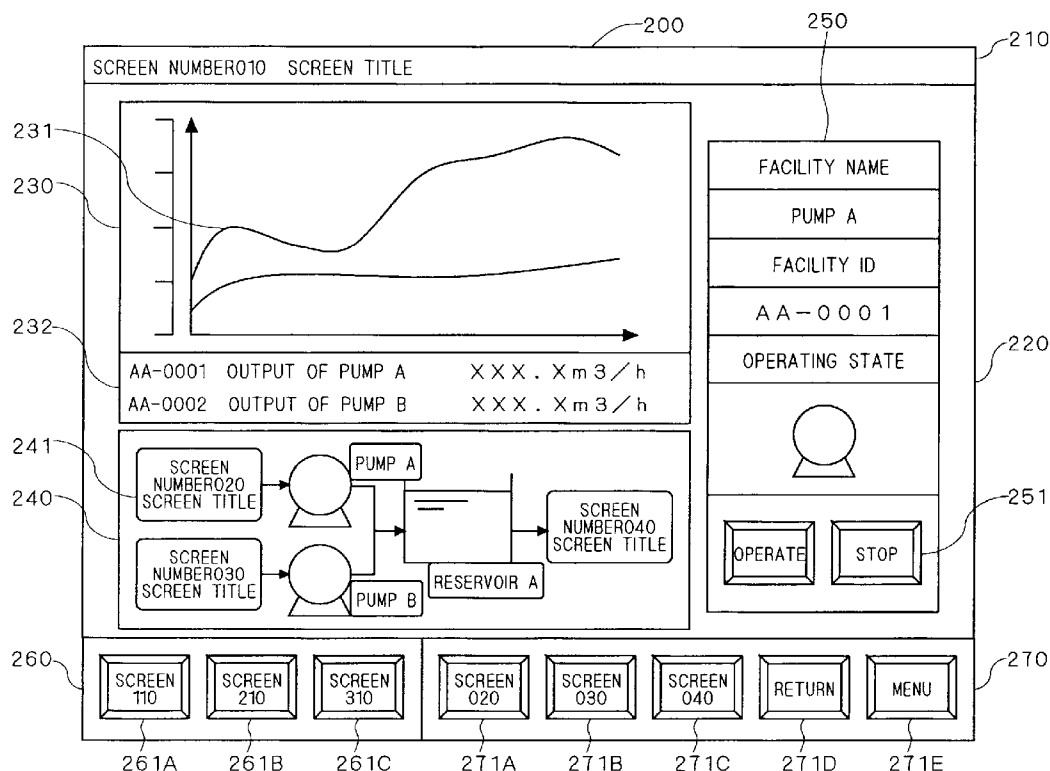 200
250
210
SCREEN NUMBER010 SCREEN TITLE
231
230
232
AA-0001 OUTPUT OF PUMP A XXX.Xm3/h
AA-0002 OUTPUT OF PUMP B XXX.Xm3/h
FACILITY NAME
PUMP A
FACILITY ID
AA-0001
OPERATING STATE
220
251
OPERATE
STOP
241
240
SCREEN
NUMBER020
SCREEN TITLE
PUMP A
SCREEN
NUMBER030
SCREEN TITLE
PUMP B
RESERVOIR A
SCREEN
NUMBER040
SCREEN TITLE
260
SCREEN
110
SCREEN
210
SCREEN
310
SCREEN
020
SCREEN
030
SCREEN
040
RETURN
MENU
270
261A
261B
261C
271A
271B
271C
271D
271E